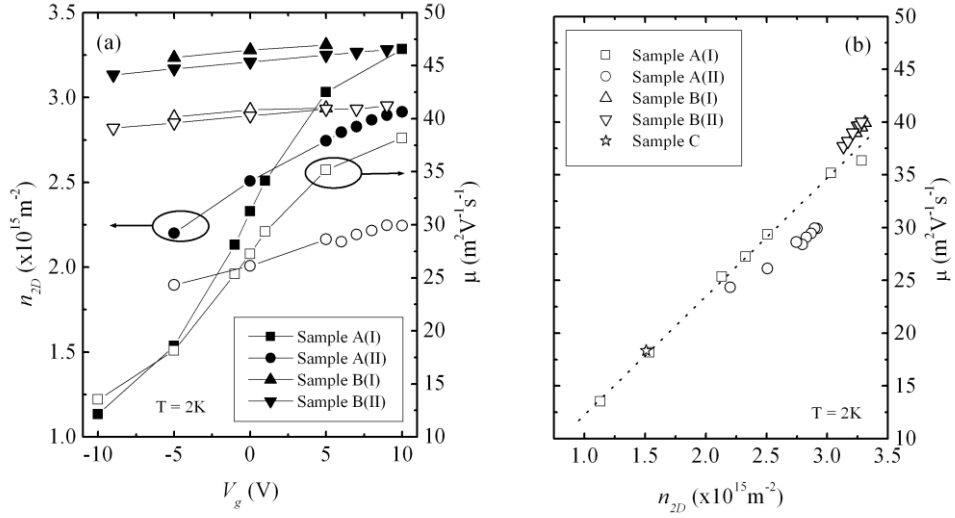 (a)
3.5
3.0
2.5
2.0
1.5
1.0
n2D (x10^15 m^-2)
50
45
40
35
30
25
20
15
10
μ (m^2V^-1s^-1)
Sample A(I)
Sample A(II)
Sample B(I)
Sample B(II)
T = 2K
-10 -5 0 5 10
Vg (V)
(b)
Sample A(I)
Sample A(II)
Sample B(I)
Sample B(II)
Sample C
50
45
40
35
30
25
20
15
10
μ (m^2V^-1s^-1)
T = 2K
1.0 1.5 2.0 2.5 3.0 3.5
n2D (x10^15 m^-2)